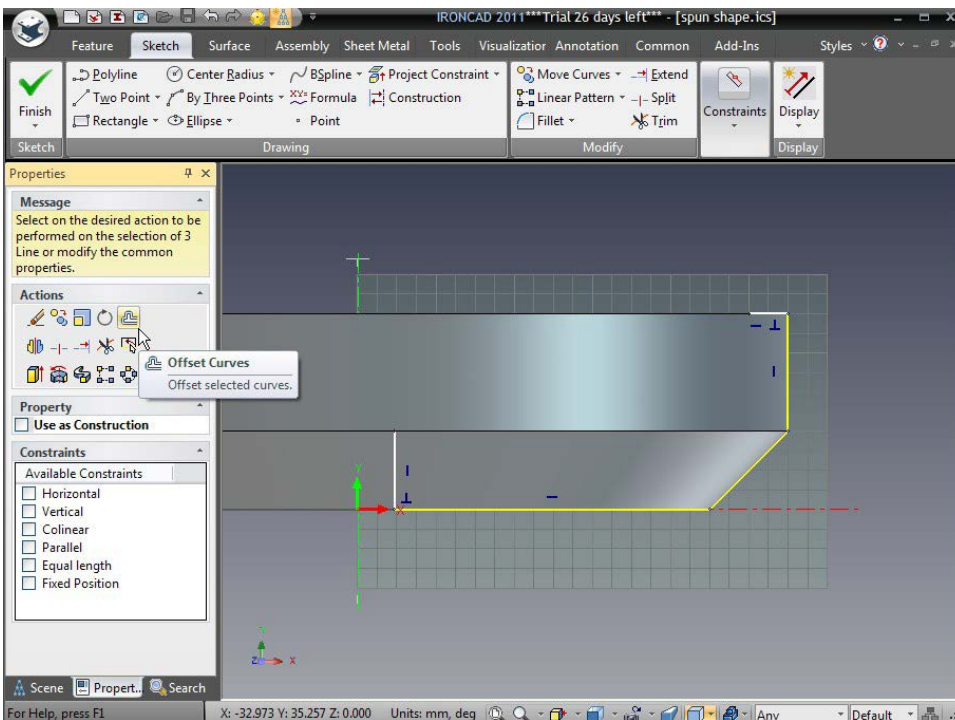 IRONCAD 2011***Trial 26 days left*** - [spun shape.ics]
Feature Sketch Surface Assembly Sheet Metal Tools Visualizatior Annotation Common Add-Ins Styles
Polyline Center Radius BSpline Project Constraint Move Curves Extend
Finish Two Point By Three Points XY= Formula Construction Linear Pattern Split Constraints Display
Rectangle Ellipse Point Fillet Trim
Sketch Drawing Modify Display
Properties
Message
Select on the desired action to be
performed on the selection of 3
Line or modify the common
properties.
Actions
Offset Curves
Offset selected curves.
Property
Use as Construction
Constraints
Available Constraints
Horizontal
Vertical
Colinear
Parallel
Equal length
Fixed Position
Y
X
Z X
Scene Propert... Search
For Help, press F1 X: -32.973 Y: 35.257 Z: 0.000 Units: mm, deg Any Default